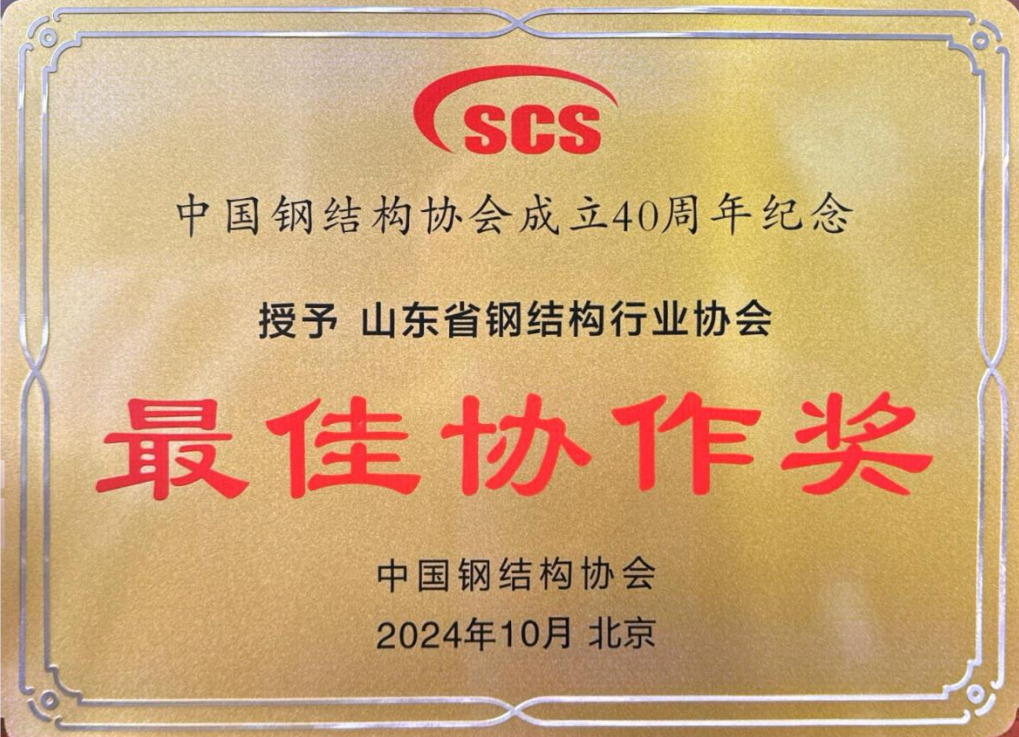 SCS
中国钢结构协会成立40周年纪念
授予 山东省钢结构行业协会
最佳协作奖
中国钢结构协会
2024年10月 北京